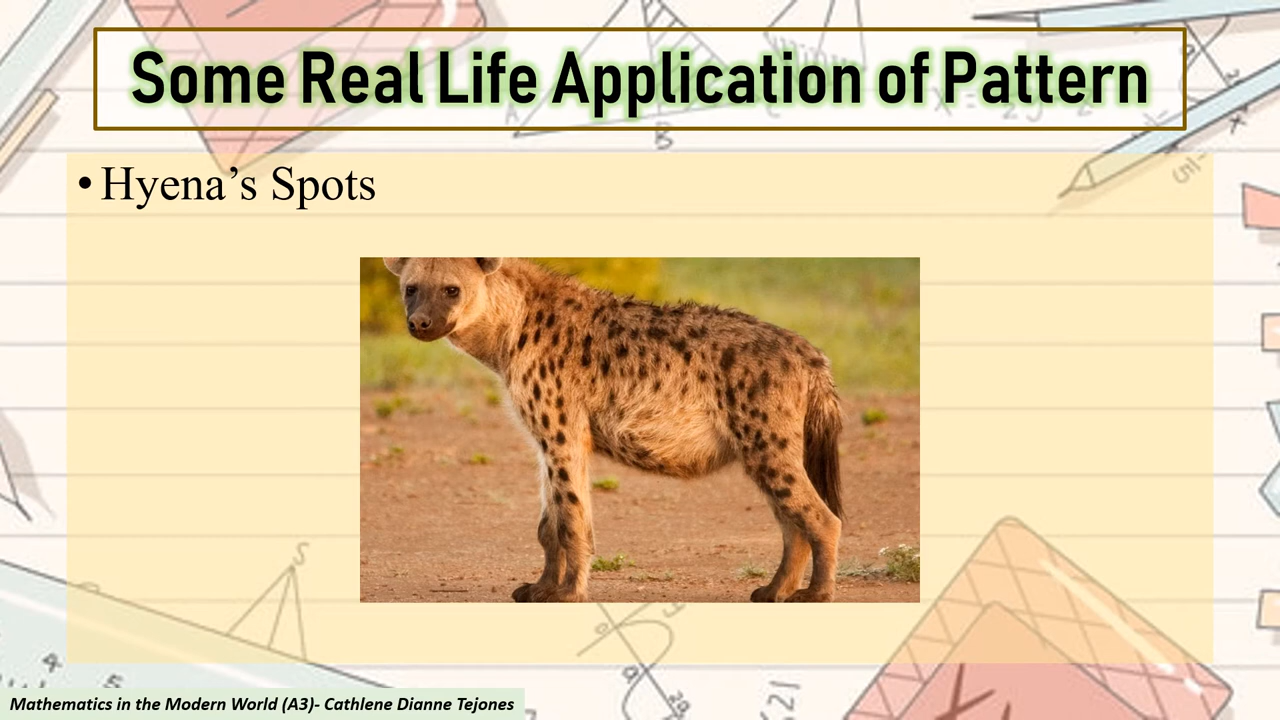 Some Real Life Application of Pattern
• Hyena’s Spots
Mathematics in the Modern World (A3)- Cathlene Dianne Tejones